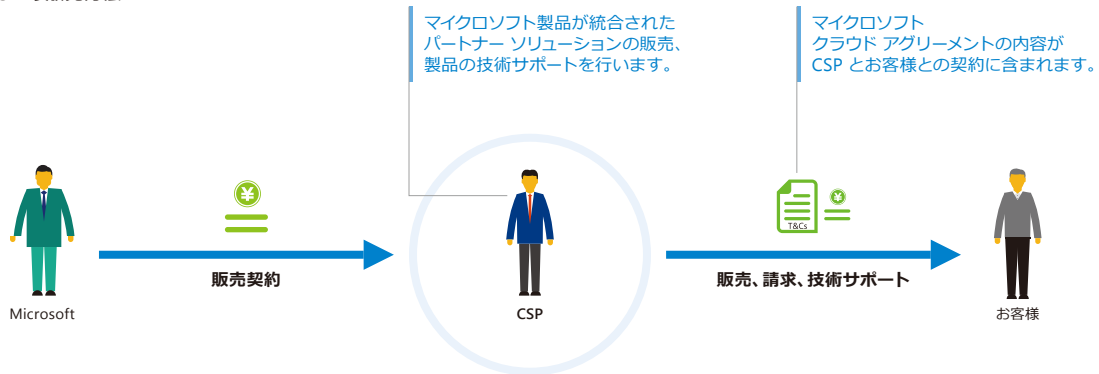 マイクロソフト製品が統合された
パートナー ソリューションの販売、
製品の技術サポートを行います。
マイクロソフト
クラウド アグリーメントの内容が
CSP とお客様との契約に含まれます。
¥
T&Cs
¥
販売契約
販売、請求、技術サポート
Microsoft
CSP
お客様